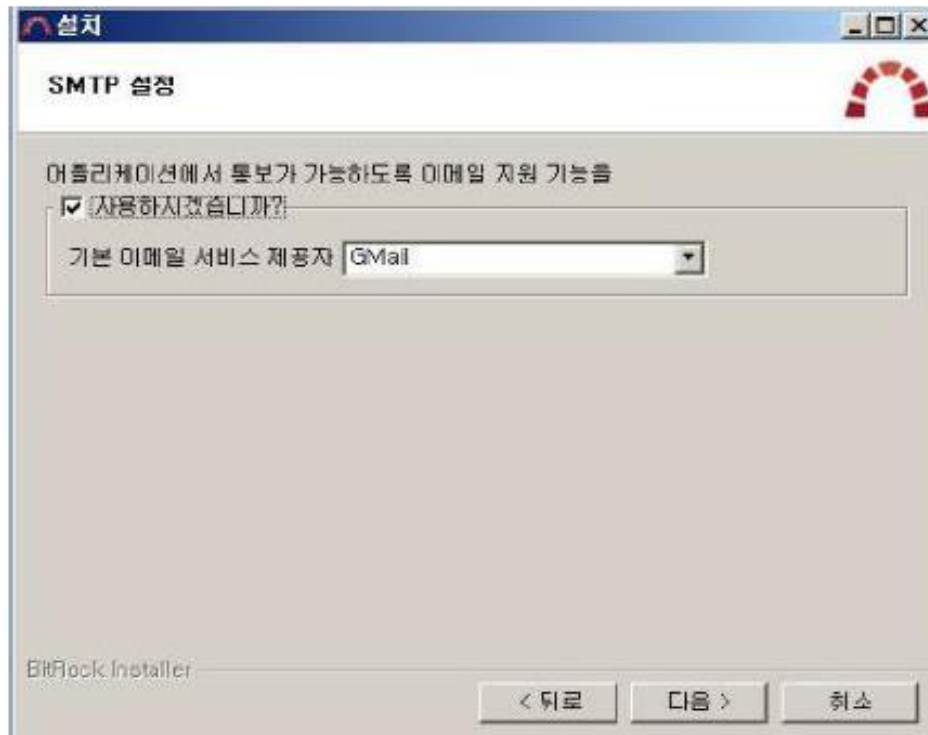 설치
SMTP 설정
어플리케이션에서 통보가 가능하도록 이메일 지원 기능을
사용하시겠습니까?
기본 이메일 서비스 제공자 GMail
BitRock Installer
< 뒤로 다음 > 취소